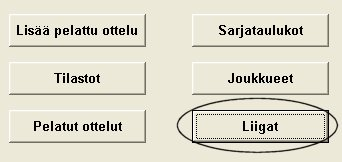 Lisää pelattu ottelu
Sarjataulukot
Tilastot
Joukkueet
Pelatut ottelut
Liigat